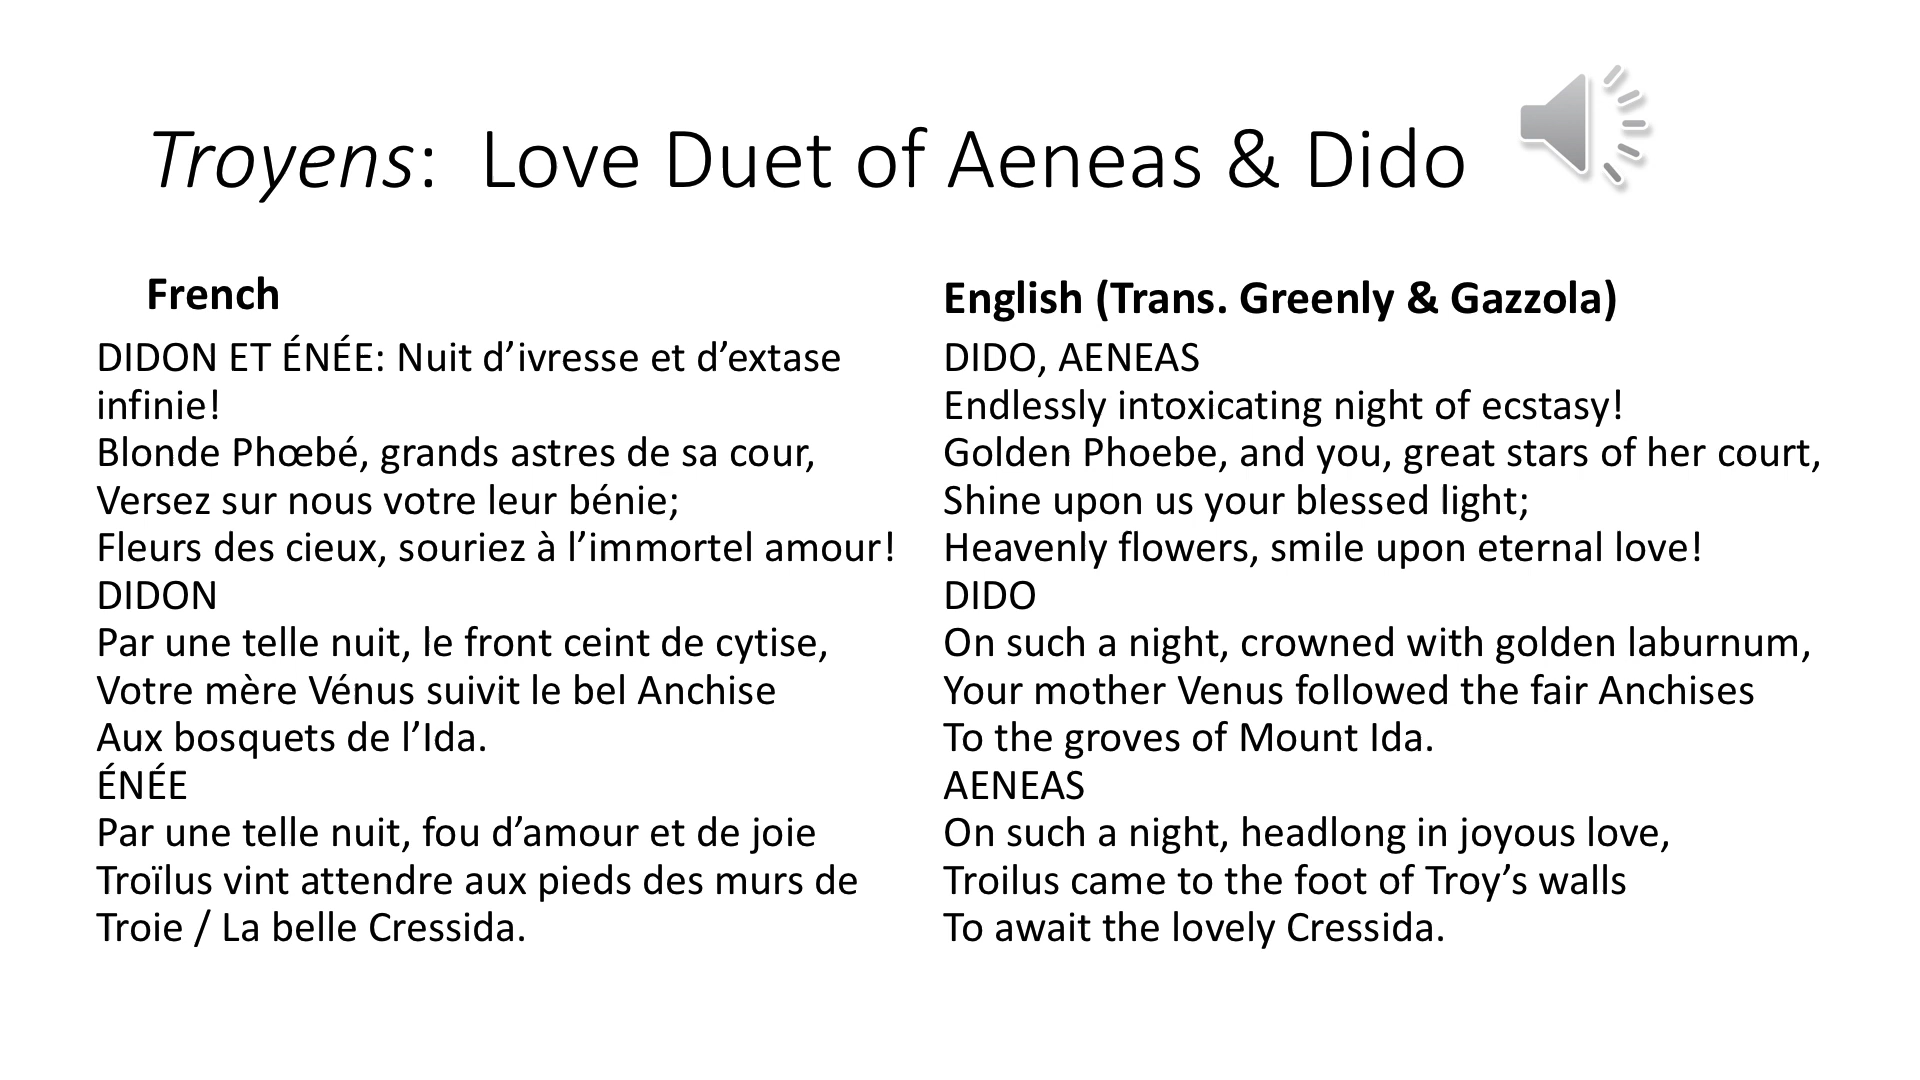 Troyens: Love Duet of Aeneas & Dido
French
DIDON ET ÉNÉE: Nuit d’ivresse et d’extase
infinie!
Blonde Phœbé, grands astres de sa cour,
Versez sur nous votre leur bénie;
Fleurs des cieux, souriez à l’immortel amour!
DIDON
Par une telle nuit, le front ceint de cytise,
Votre mère Vénus suivit le bel Anchise
Aux bosquets de l’Ida.
ÉNÉE
Par une telle nuit, fou d’amour et de joie
Troïlus vint attendre aux pieds des murs de
Troie / La belle Cressida.
English (Trans. Greenly & Gazzola)
DIDO, AENEAS
Endlessly intoxicating night of ecstasy!
Golden Phoebe, and you, great stars of her court,
Shine upon us your blessed light;
Heavenly flowers, smile upon eternal love!
DIDO
On such a night, crowned with golden laburnum,
Your mother Venus followed the fair Anchises
To the groves of Mount Ida.
AENEAS
On such a night, headlong in joyous love,
Troilus came to the foot of Troy’s walls
To await the lovely Cressida.